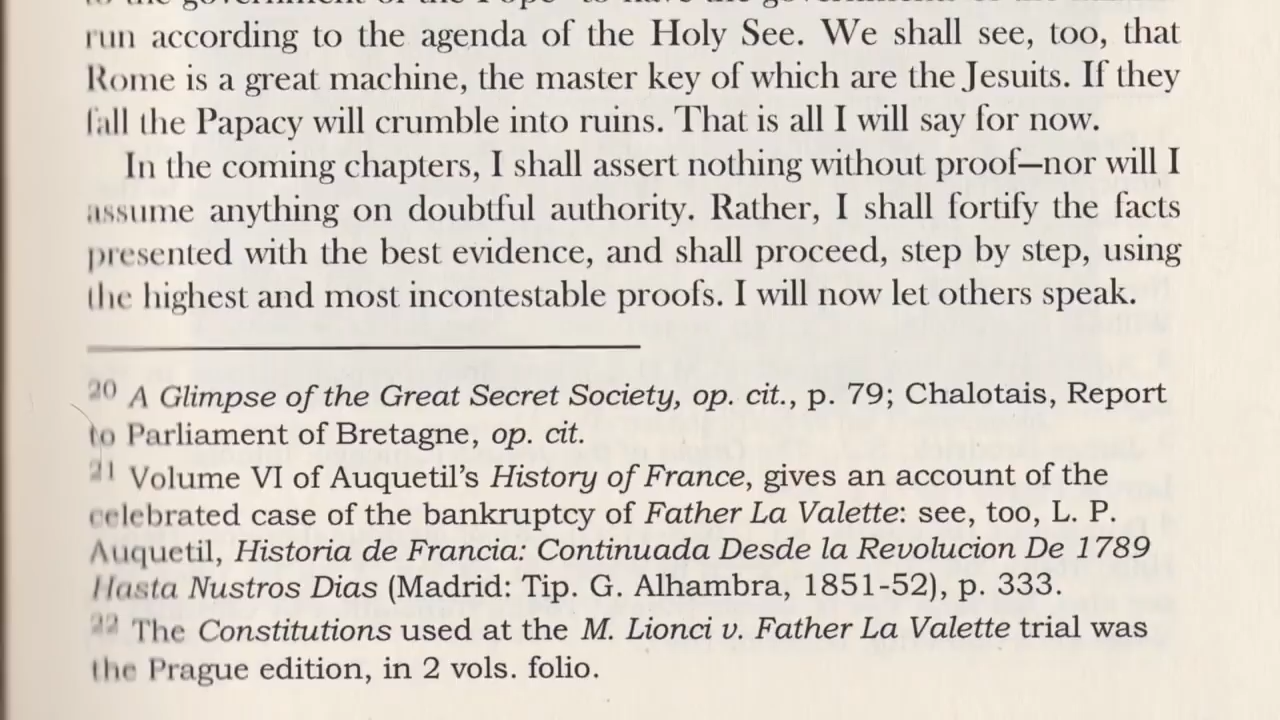 run according to the agenda of the Holy See. We shall see, too, that
Rome is a great machine, the master key of which are the Jesuits. If they
fall the Papacy will crumble into ruins. That is all I will say for now.
In the coming chapters, I shall assert nothing without proof—nor will I
assume anything on doubtful authority. Rather, I shall fortify the facts
presented with the best evidence, and shall proceed, step by step, using
the highest and most incontestable proofs. I will now let others speak.
20 A Glimpse of the Great Secret Society, op. cit., p. 79; Chalotais, Report
to Parliament of Bretagne, op. cit.
21 Volume VI of Auquetil's History of France, gives an account of the
celebrated case of the bankruptcy of Father La Valette: see, too, L. P.
Auquetil, Historia de Francia: Continuada Desde la Revolucion De 1789
Hasta Nustros Dias (Madrid: Tip. G. Alhambra, 1851-52), p. 333.
22 The Constitutions used at the M. Lionci v. Father La Valette trial was
the Prague edition, in 2 vols. folio.